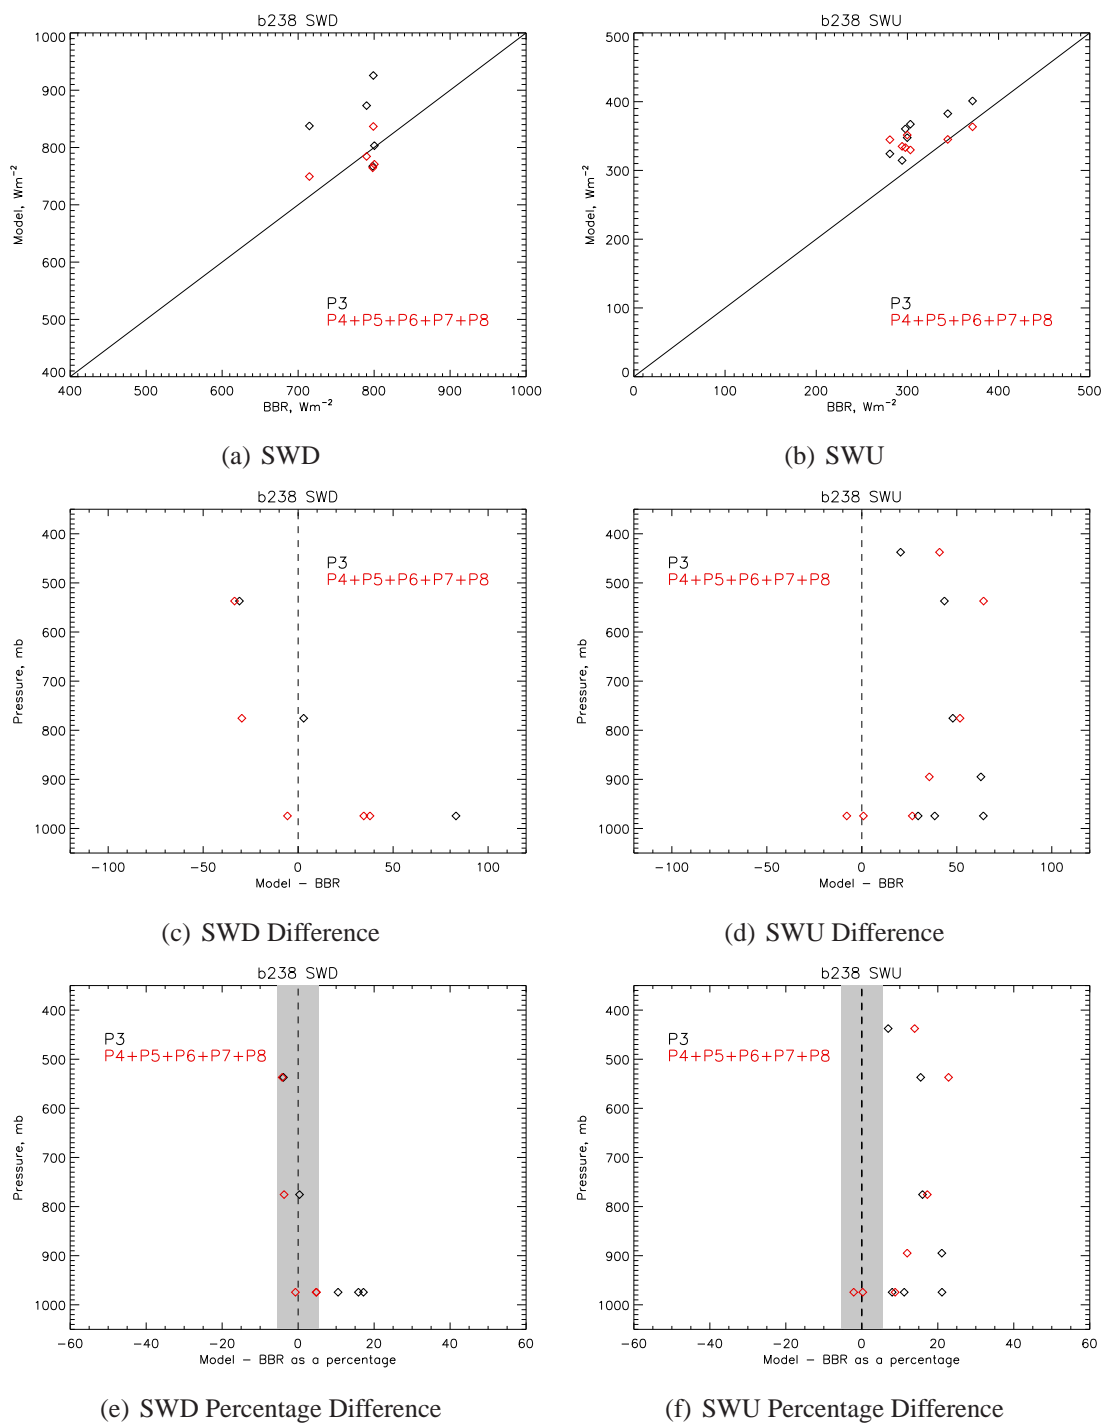 b238 SWD
1000
900
800
700
600
500
400
Model, Wm⁻²
P3
P4+P5+P6+P7+P8
400 500 600 700 800 900 1000
BBR, Wm⁻²
(a) SWD
b238 SWU
500
400
300
200
100
0
Model, Wm⁻²
P3
P4+P5+P6+P7+P8
0 100 200 300 400 500
BBR, Wm⁻²
(b) SWU
b238 SWD
400
500
600
700
800
900
1000
Pressure, mb
P3
P4+P5+P6+P7+P8
−100 −50 0 50 100
Model − BBR
(c) SWD Difference
b238 SWU
400
500
600
700
800
900
1000
Pressure, mb
P3
P4+P5+P6+P7+P8
−100 −50 0 50 100
Model − BBR
(d) SWU Difference
b238 SWD
400
500
600
700
800
900
1000
Pressure, mb
P3
P4+P5+P6+P7+P8
−60 −40 −20 0 20 40 60
Model − BBR as a percentage
(e) SWD Percentage Difference
b238 SWU
400
500
600
700
800
900
1000
Pressure, mb
P3
P4+P5+P6+P7+P8
−60 −40 −20 0 20 40 60
Model − BBR as a percentage
(f) SWU Percentage Difference